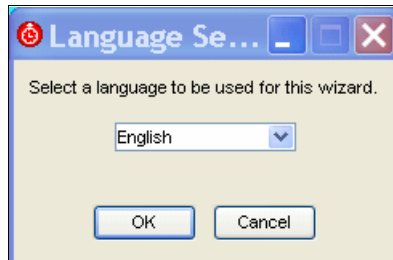 Language Se...
Select a language to be used for this wizard.
English
OK
Cancel